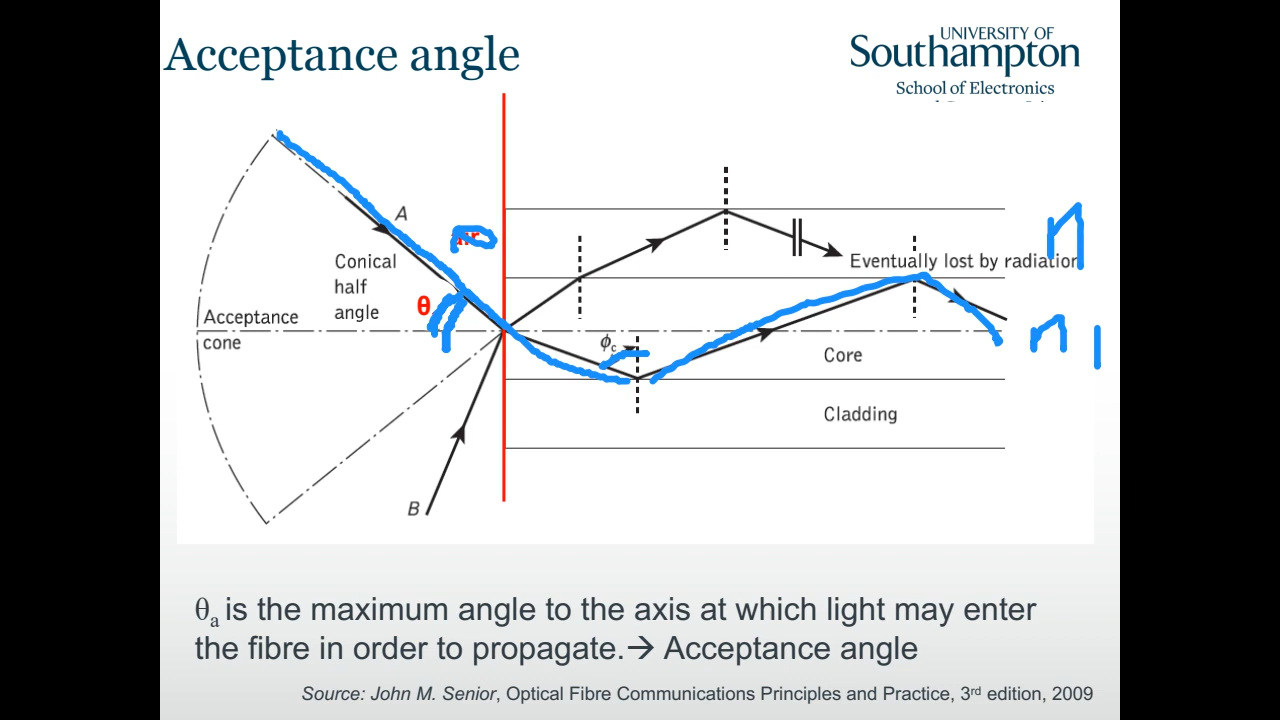 Acceptance angle
UNIVERSITY OF
Southampton
School of Electronics
A
Conical
half
angle
θ
Acceptance
cone
B
ϕc
Eventually lost by radiation
Core
Cladding
n
n1
θa is the maximum angle to the axis at which light may enter
the fibre in order to propagate.→ Acceptance angle
Source: John M. Senior, Optical Fibre Communications Principles and Practice, 3rd edition, 2009